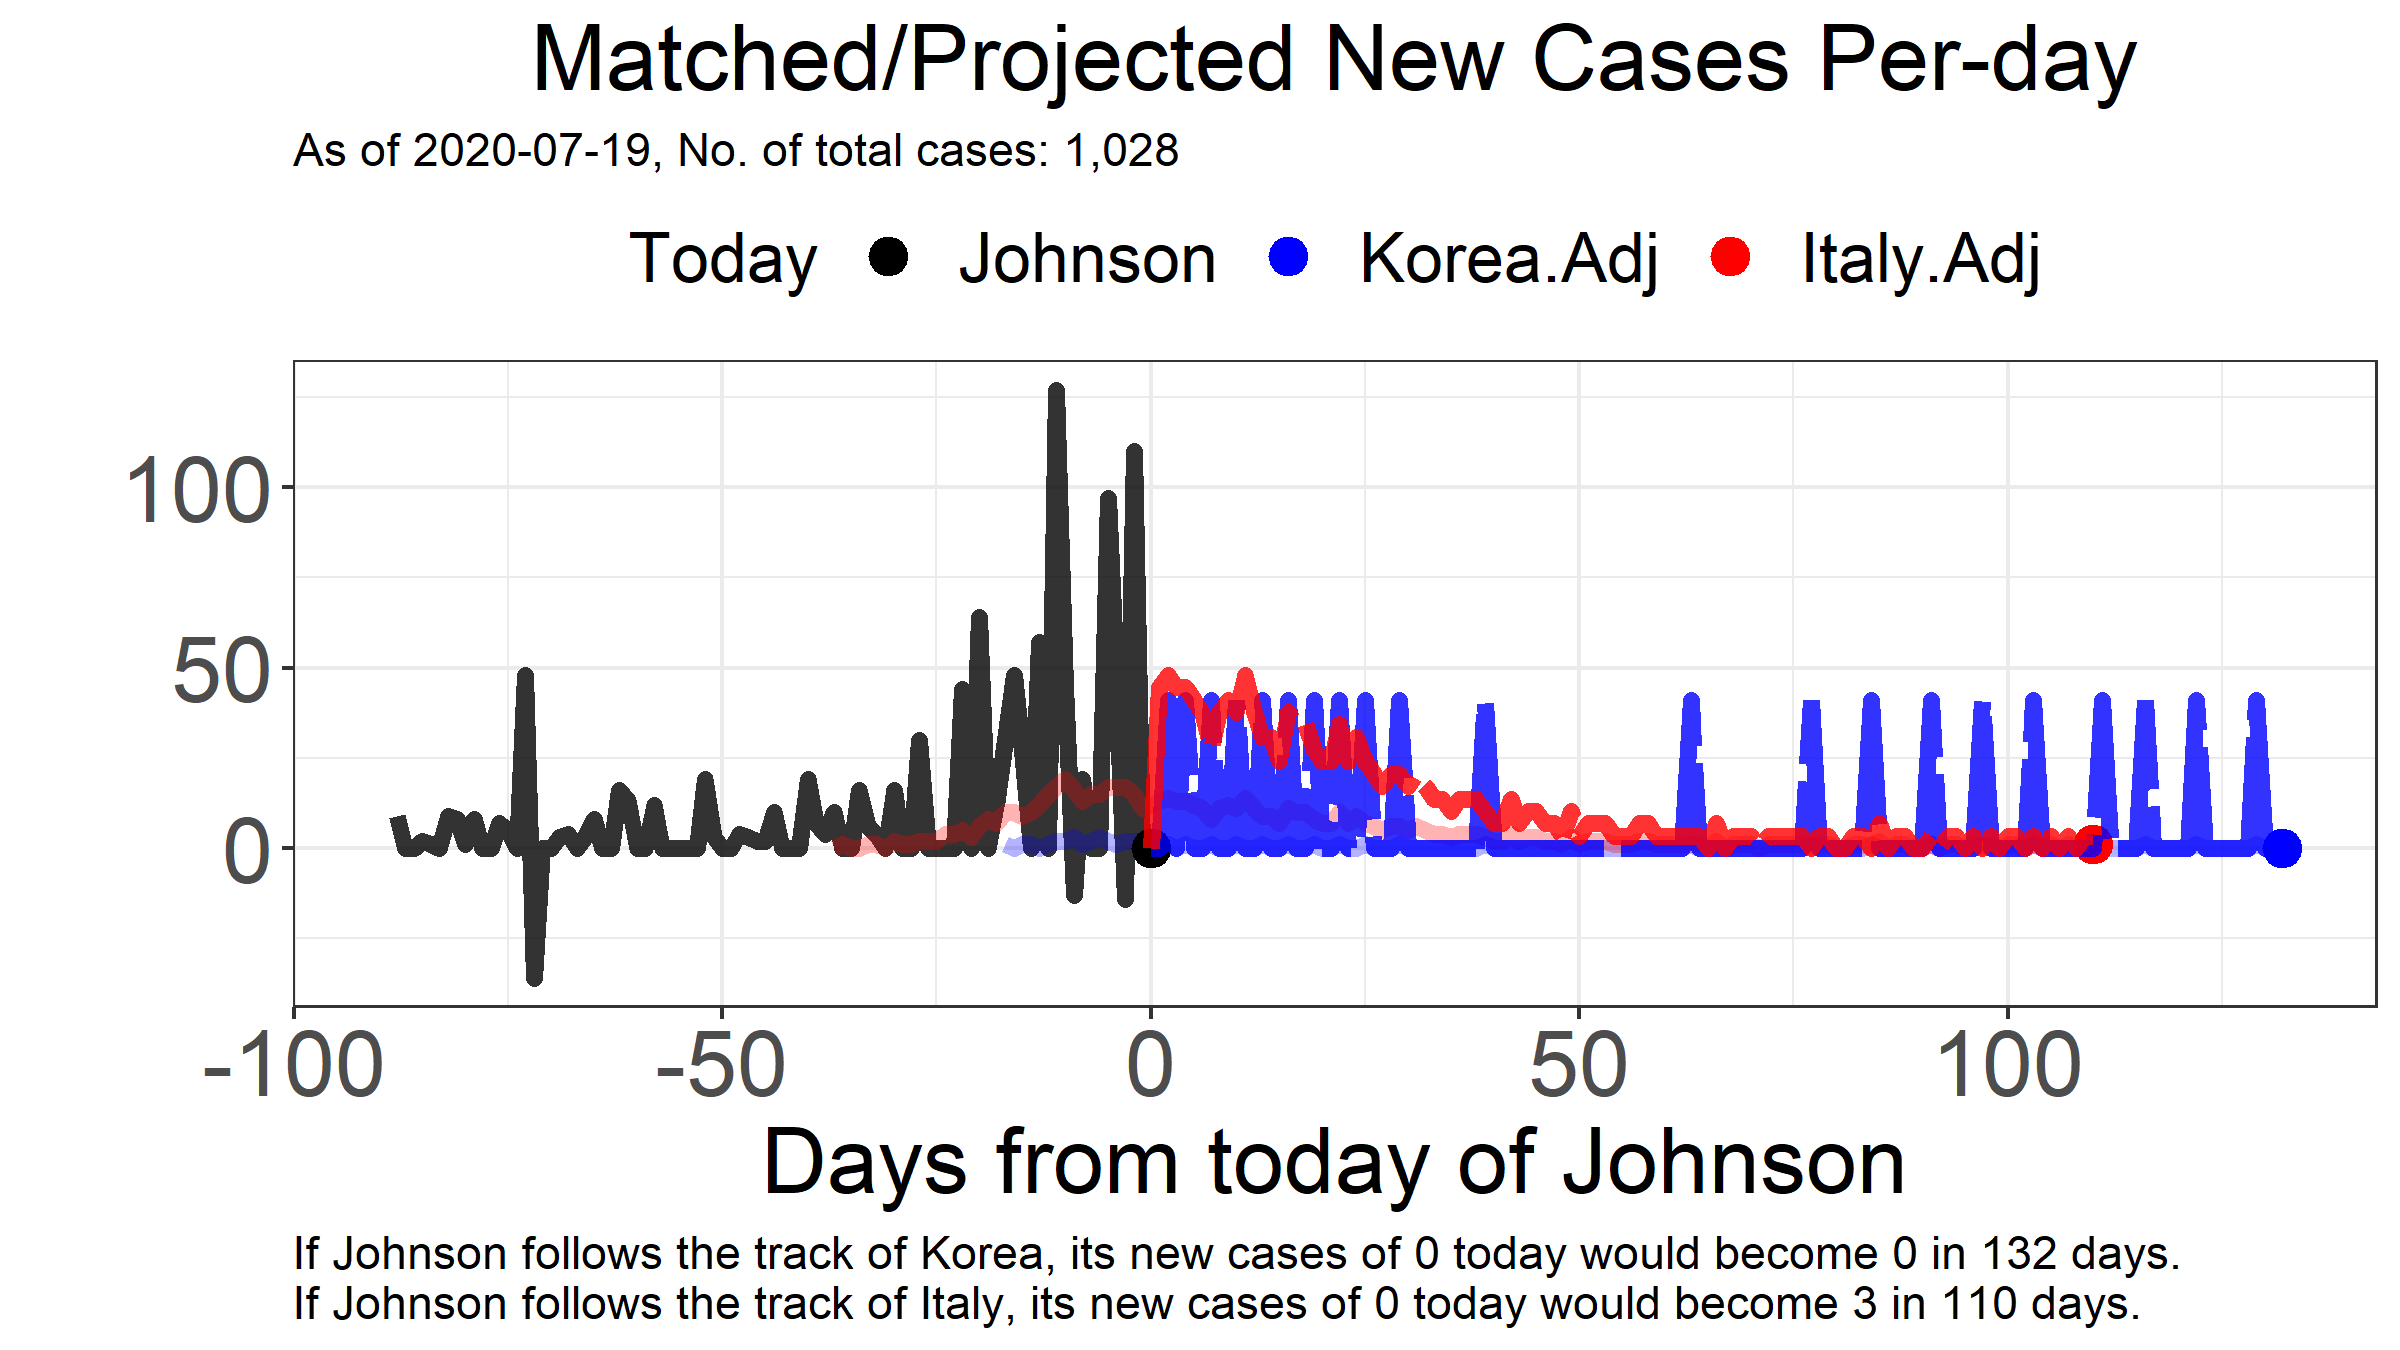 Matched/Projected New Cases Per-day
As of 2020-07-19, No. of total cases: 1,028
Today Johnson Korea.Adj Italy.Adj
100
50
0
-100 -50 0 50 100
Days from today of Johnson
If Johnson follows the track of Korea, its new cases of 0 today would become 0 in 132 days.
If Johnson follows the track of Italy, its new cases of 0 today would become 3 in 110 days.